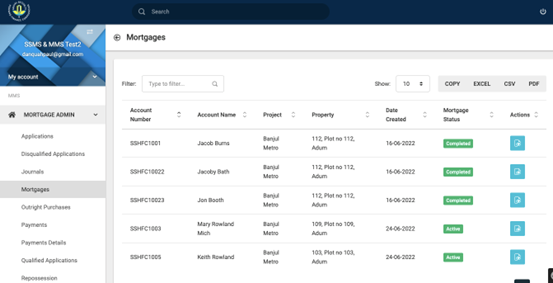 Search
SSMS & MMS Test2
danquahpaul@gmail.com
My account
MMS
MORTGAGE ADMIN
Applications
Disqualified Applications
Journals
Mortgages
Outright Purchases
Payments
Payments Details
Qualified Applications
Repossession
Mortgages
Filter: Type to filter... Show: 10 COPY EXCEL CSV PDF
Account Number Account Name Project Property Date Created Mortgage Status Actions
SSHFC1001 Jacob Burns Banjul Metro 112, Plot no 112, Adum 16-06-2022 Completed
SSHFC10022 Jacoby Bath Banjul Metro 112, Plot no 112, Adum 16-06-2022 Completed
SSHFC10023 Jon Booth Banjul Metro 112, Plot no 112, Adum 16-06-2022 Completed
SSHFC1003 Mary Rowland Mich Banjul Metro 109, Plot no 109, Adum 24-06-2022 Active
SSHFC1005 Keith Rowland Banjul Metro 103, Plot no 103, Adum 24-06-2022 Active